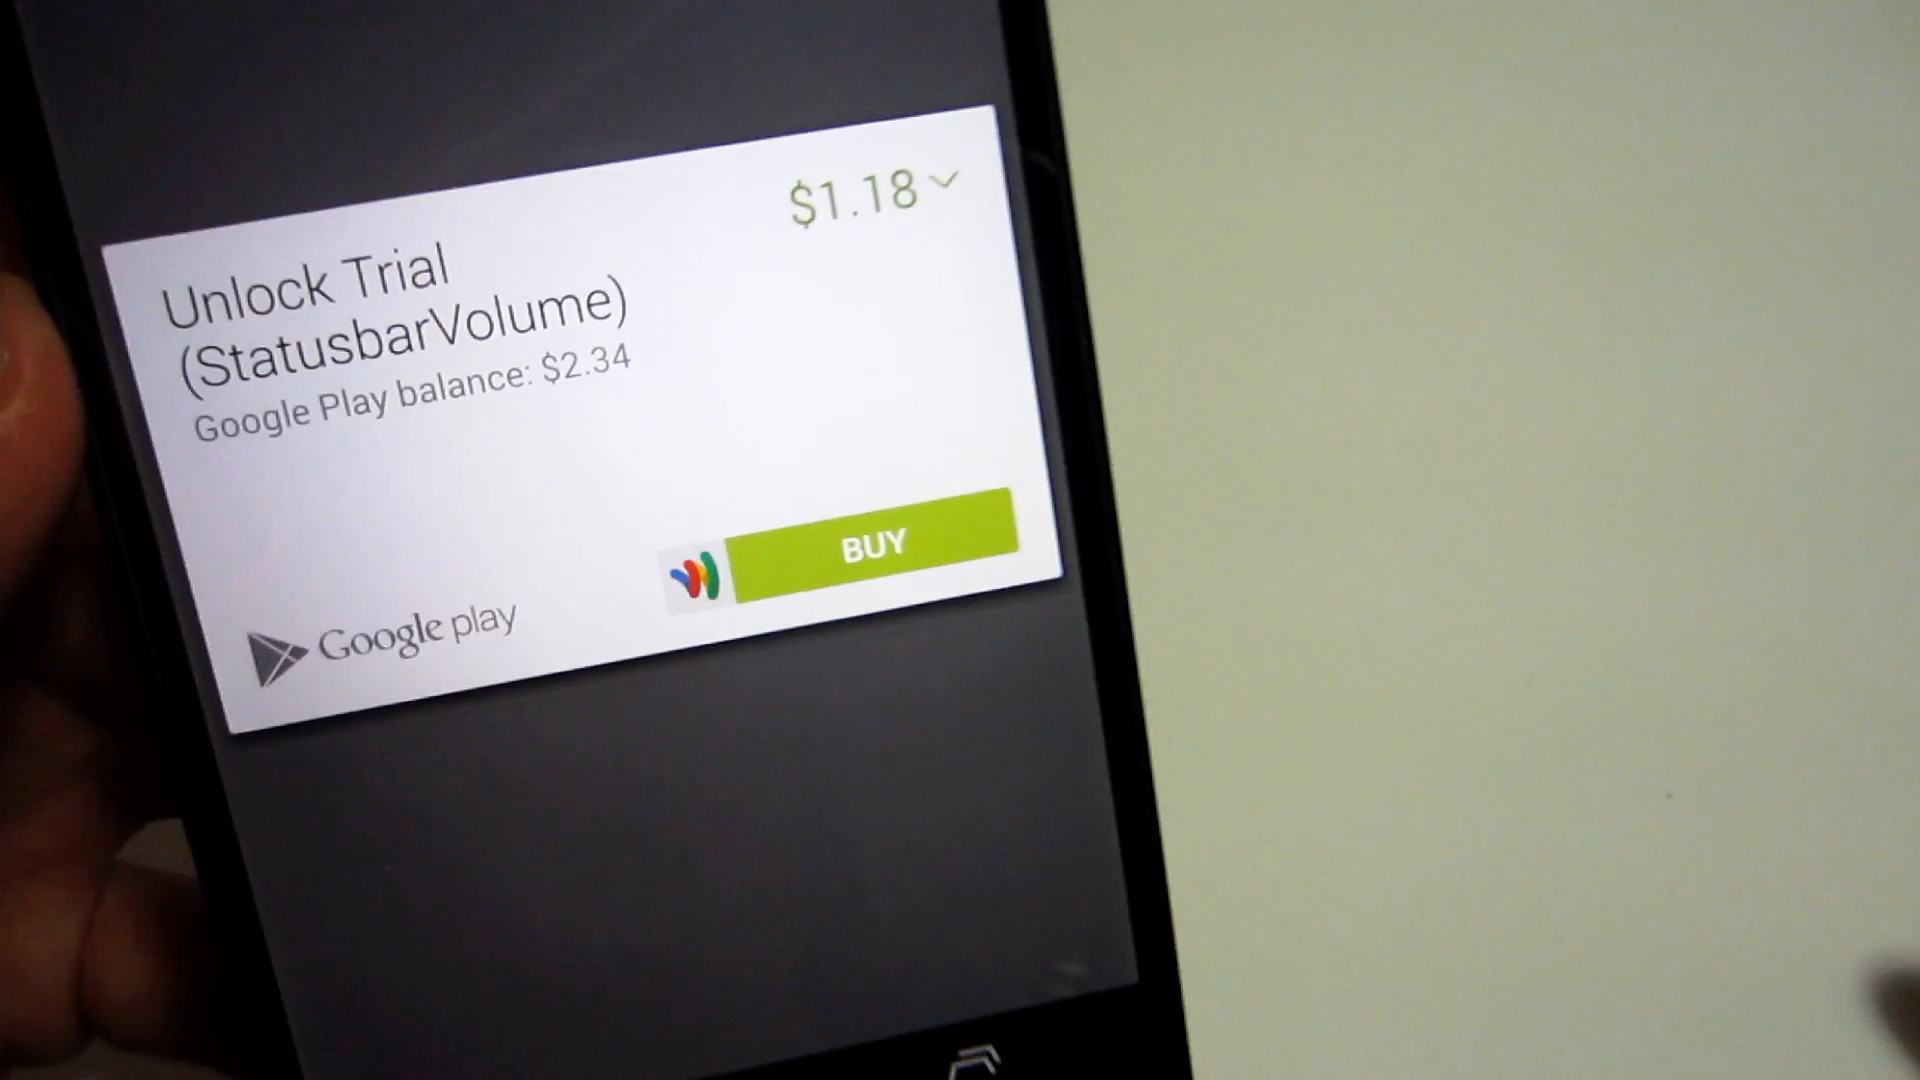 $1.18
Unlock Trial
(StatusbarVolume)
Google Play balance: $2.34
BUY
Google play